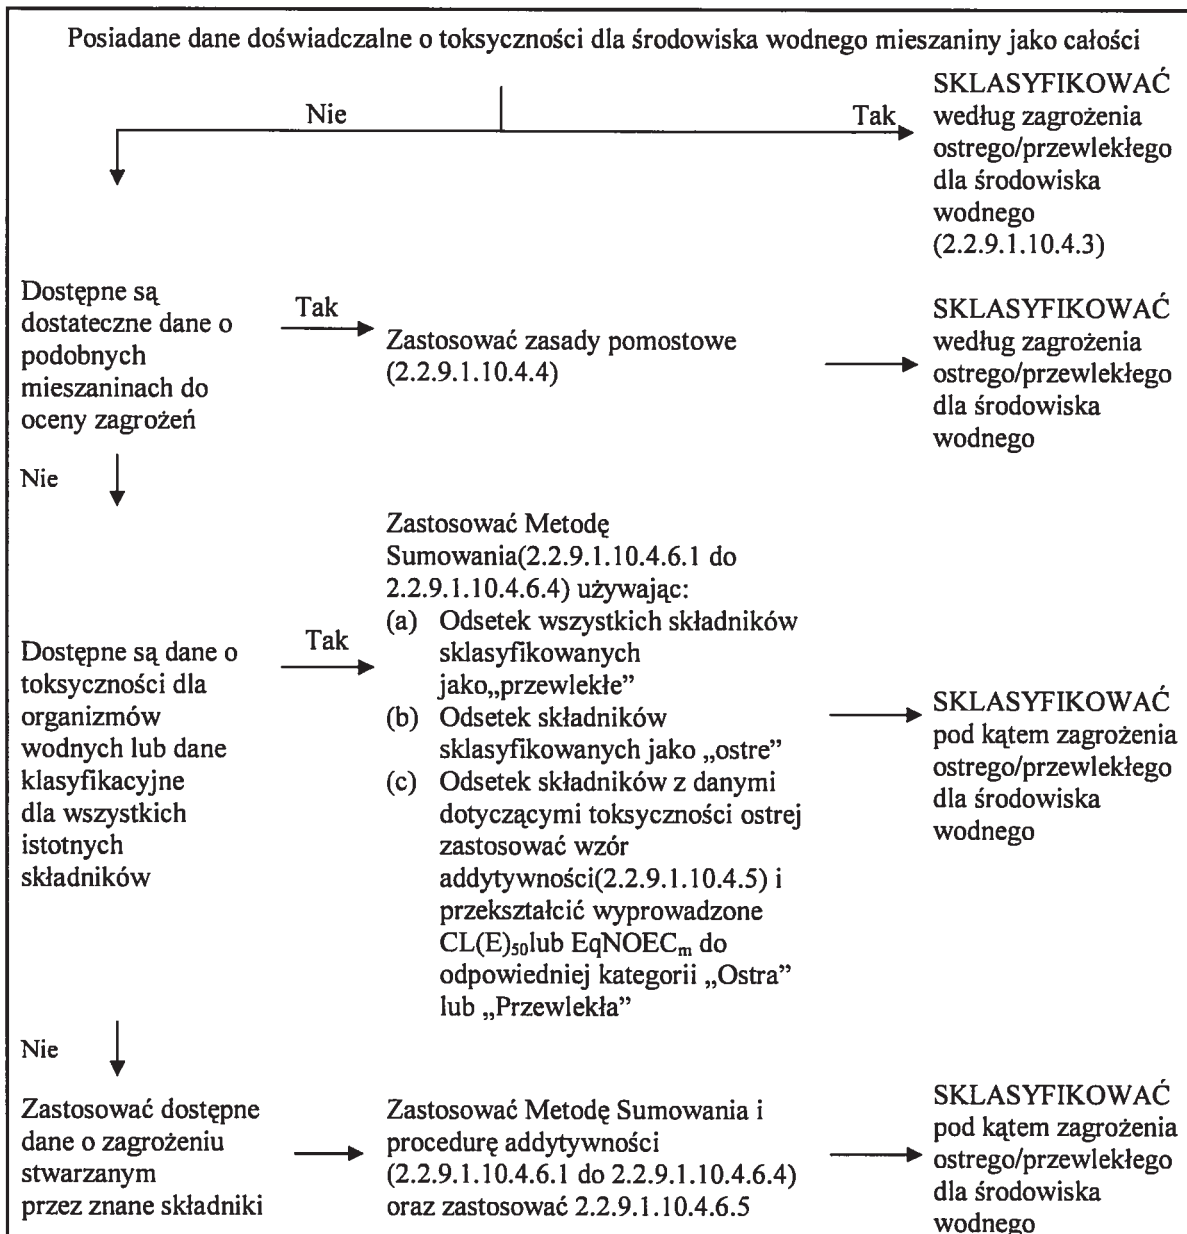 Posiadane dane doświadczalne o toksyczności dla środowiska wodnego mieszaniny jako całości
Nie
Tak
SKLASYFIKOWAĆ
według zagrożenia
ostrego/przewlekłego
dla środowiska
wodnego
(2.2.9.1.10.4.3)
Dostępne są
dostateczne dane o
podobnych
mieszaninach do
oceny zagrożeń
Tak
Zastosować zasady pomostowe
(2.2.9.1.10.4.4)
SKLASYFIKOWAĆ
według zagrożenia
ostrego/przewlekłego
dla środowiska
wodnego
Nie
Dostępne są dane o
toksyczności dla
organizmów
wodnych lub dane
klasyfikacyjne
dla wszystkich
istotnych
składników
Tak
Zastosować Metodę
Sumowania(2.2.9.1.10.4.6.1 do
2.2.9.1.10.4.6.4) używając:
(a) Odsetek wszystkich składników
sklasyfikowanych
jako„przewlekłe”
(b) Odsetek składników
sklasyfikowanych jako „ostre”
(c) Odsetek składników z danymi
dotyczącymi toksyczności ostrej
zastosować wzór
addytywności(2.2.9.1.10.4.5) i
przekształcić wyprowadzone
CL(E)₅₀lub EqNOECₘ do
odpowiedniej kategorii „Ostra”
lub „Przewlekła”
SKLASYFIKOWAĆ
pod kątem zagrożenia
ostrego/przewlekłego
dla środowiska
wodnego
Nie
Zastosować dostępne
dane o zagrożeniu
stwarzanym
przez znane składniki
Zastosować Metodę Sumowania i
procedurę addytywności
(2.2.9.1.10.4.6.1 do 2.2.9.1.10.4.6.4)
oraz zastosować 2.2.9.1.10.4.6.5
SKLASYFIKOWAĆ
pod kątem zagrożenia
ostrego/przewlekłego
dla środowiska
wodnego